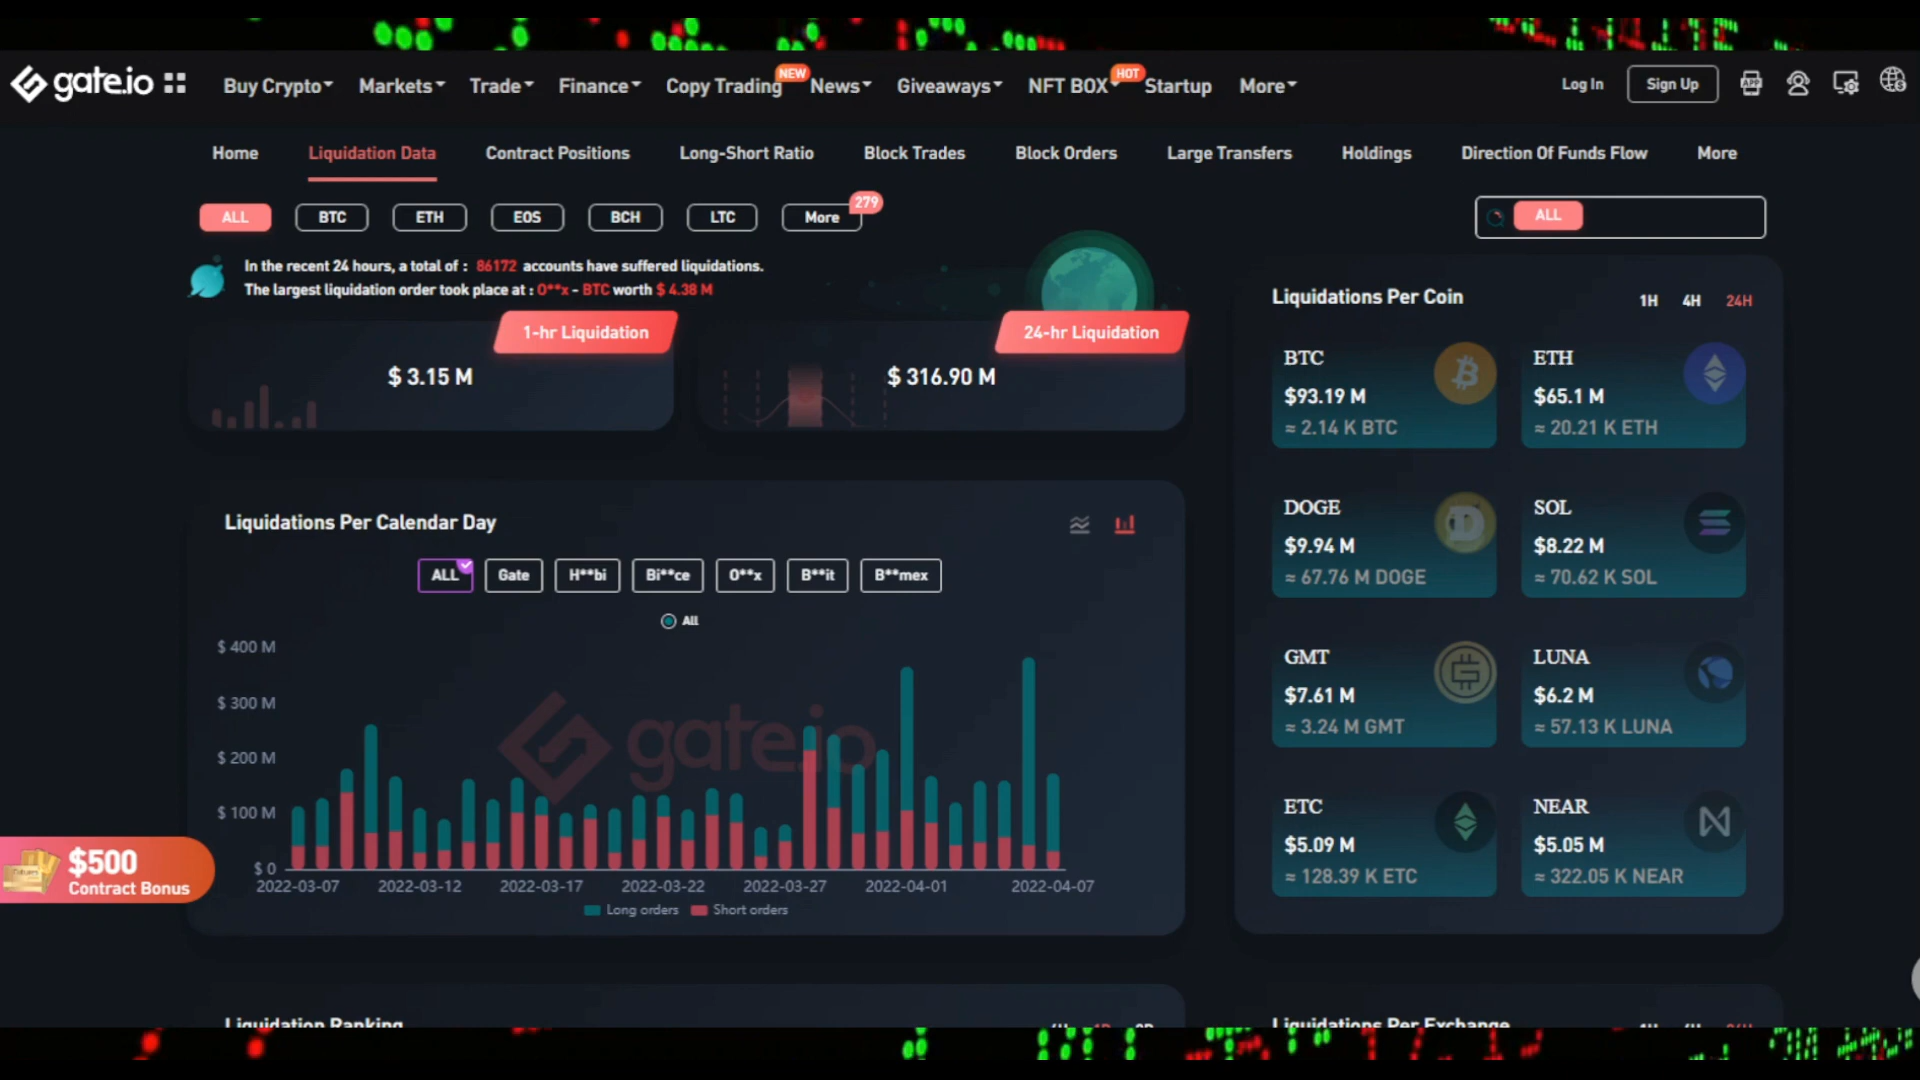 gate.io
Buy Crypto Markets Trade Finance Copy Trading NEW News Giveaways NFT BOX HOT Startup More
Log In Sign Up
Home Liquidation Data Contract Positions Long-Short Ratio Block Trades Block Orders Large Transfers Holdings Direction Of Funds Flow More
ALL BTC ETH EOS BCH LTC More 279
ALL
In the recent 24 hours, a total of : 86172 accounts have suffered liquidations.
The largest liquidation order took place at : O**x - BTC worth $ 4.38 M
1-hr Liquidation
$ 3.15 M
24-hr Liquidation
$ 316.90 M
Liquidations Per Calendar Day
ALL Gate H**bi Bi**ce O**x B**it B**mex
All
$ 400 M
$ 300 M
$ 200 M
$ 100 M
$ 0
gate.io
2022-03-07 2022-03-12 2022-03-17 2022-03-22 2022-03-27 2022-04-01 2022-04-07
Long orders Short orders
$500
Contract Bonus
Liquidations Per Coin
1H 4H 24H
BTC
$93.19 M
≈ 2.14 K BTC
ETH
$65.1 M
≈ 20.21 K ETH
DOGE
$9.94 M
≈ 67.76 M DOGE
SOL
$8.22 M
≈ 70.62 K SOL
GMT
$7.61 M
≈ 3.24 M GMT
LUNA
$6.2 M
≈ 57.13 K LUNA
ETC
$5.09 M
≈ 128.39 K ETC
NEAR
$5.05 M
≈ 322.05 K NEAR
Liquidation Ranking
Liquidations Per Exchange